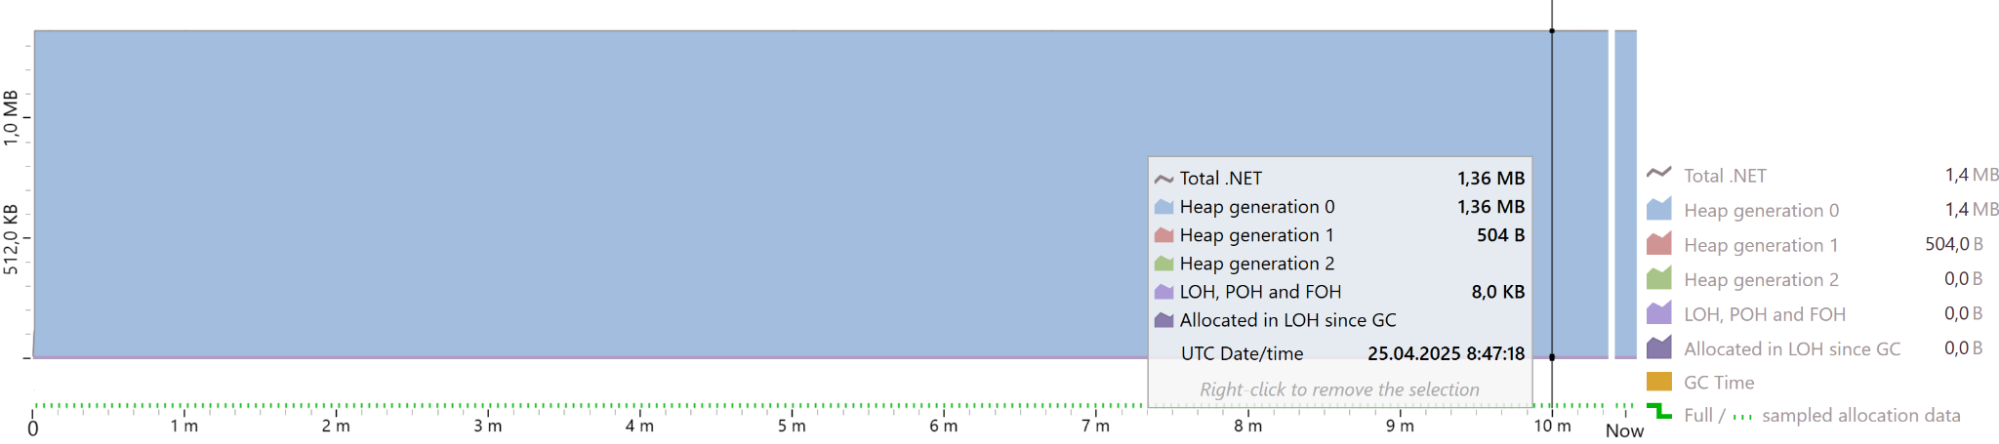 1,0 MB
512,0 KB
Total .NET 1,36 MB
Heap generation 0 1,36 MB
Heap generation 1 504 B
Heap generation 2
LOH, POH and FOH 8,0 KB
Allocated in LOH since GC
UTC Date/time 25.04.2025 8:47:18
Right-click to remove the selection
Total .NET 1,4 MB
Heap generation 0 1,4 MB
Heap generation 1 504,0 B
Heap generation 2 0,0 B
LOH, POH and FOH 0,0 B
Allocated in LOH since GC 0,0 B
GC Time
Full / sampled allocation data
0 1 m 2 m 3 m 4 m 5 m 6 m 7 m 8 m 9 m 10 m Now